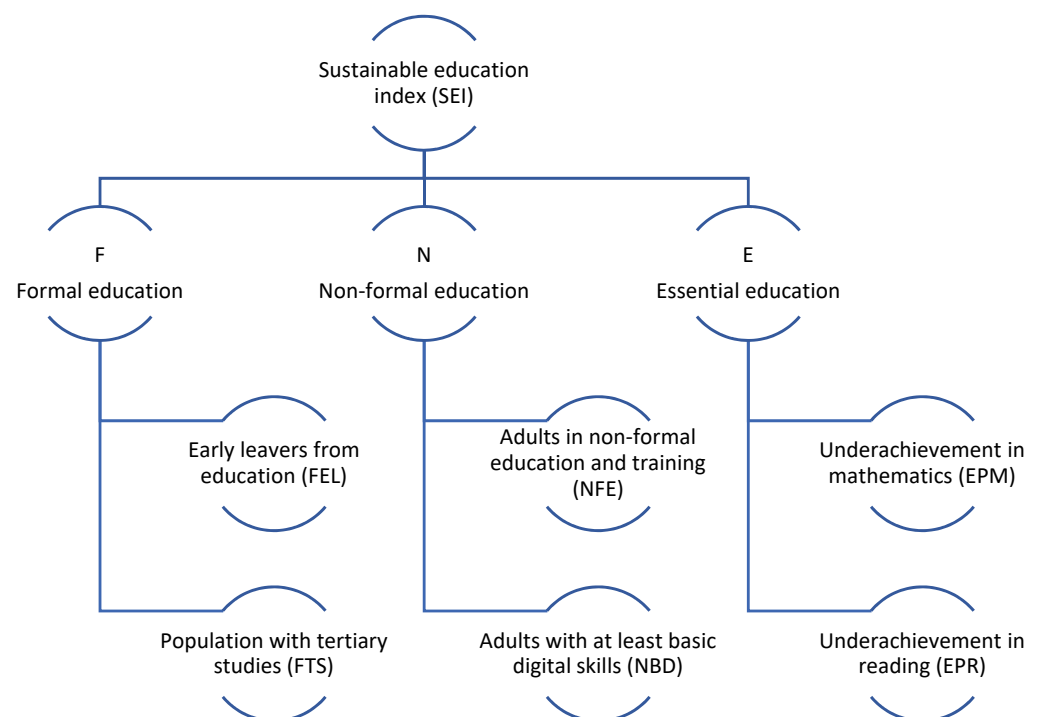 Sustainable education
index (SEI)
F
Formal education
N
Non-formal education
E
Essential education
Early leavers from
education (FEL)
Adults in non-formal
education and training
(NFE)
Underachievement in
mathematics (EPM)
Population with tertiary
studies (FTS)
Adults with at least basic
digital skills (NBD)
Underachievement in
reading (EPR)